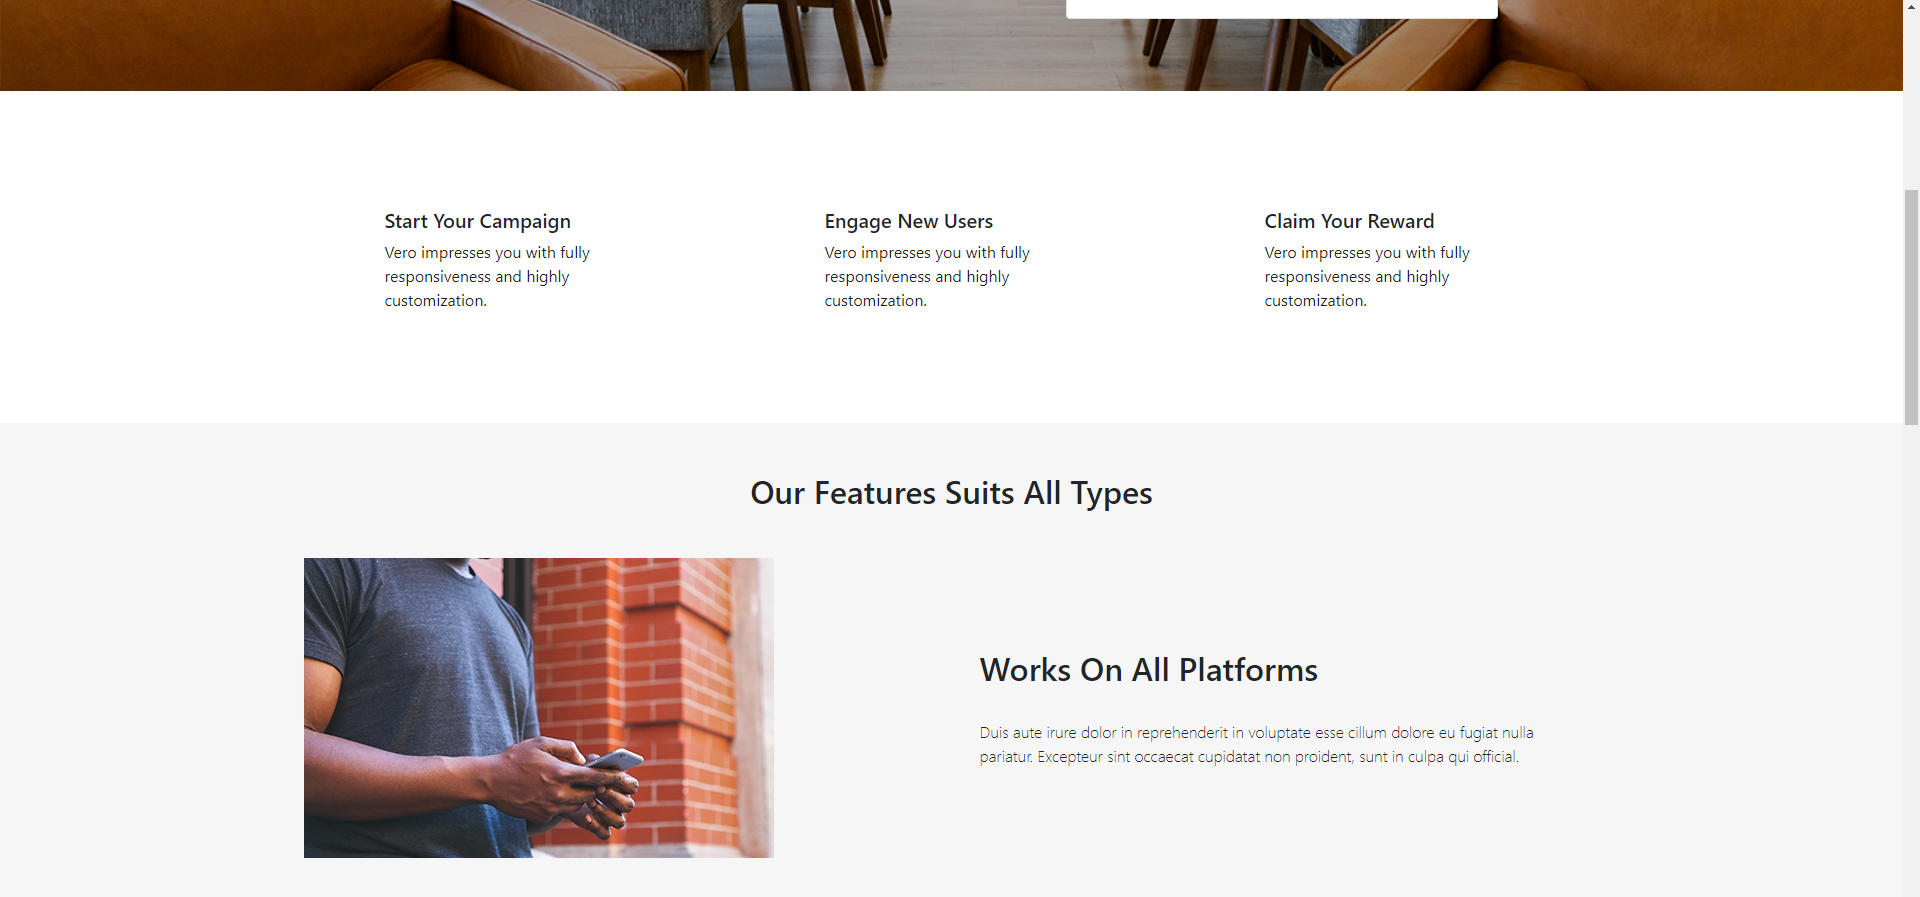 Start Your Campaign
Vero impresses you with fully
responsiveness and highly
customization.
Engage New Users
Vero impresses you with fully
responsiveness and highly
customization.
Claim Your Reward
Vero impresses you with fully
responsiveness and highly
customization.
Our Features Suits All Types
Works On All Platforms
Duis aute irure dolor in reprehenderit in voluptate esse cillum dolore eu fugiat nulla
pariatur. Excepteur sint occaecat cupidatat non proident, sunt in culpa qui official.